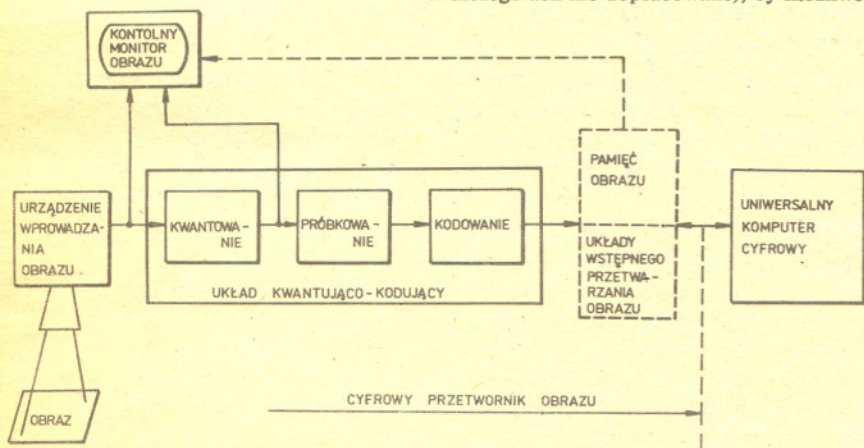 KONTOLNY
MONITOR
OBRAZU
PAMIĘĆ
OBRAZU
URZĄDZENIE
WPROWADZA-
NIA
OBRAZU
KWANTOWA-
NIE
PRÓBKOWA-
NIE
KODOWANIE
UKŁADY
WSTĘPNEGO
PRZETWA-
RZANIA
OBRAZU
UNIWERSALNY
KOMPUTER
CYFROWY
UKŁAD KWANTUJĄCO-KODUJĄCY
CYFROWY PRZETWORNIK OBRAZU
OBRAZ